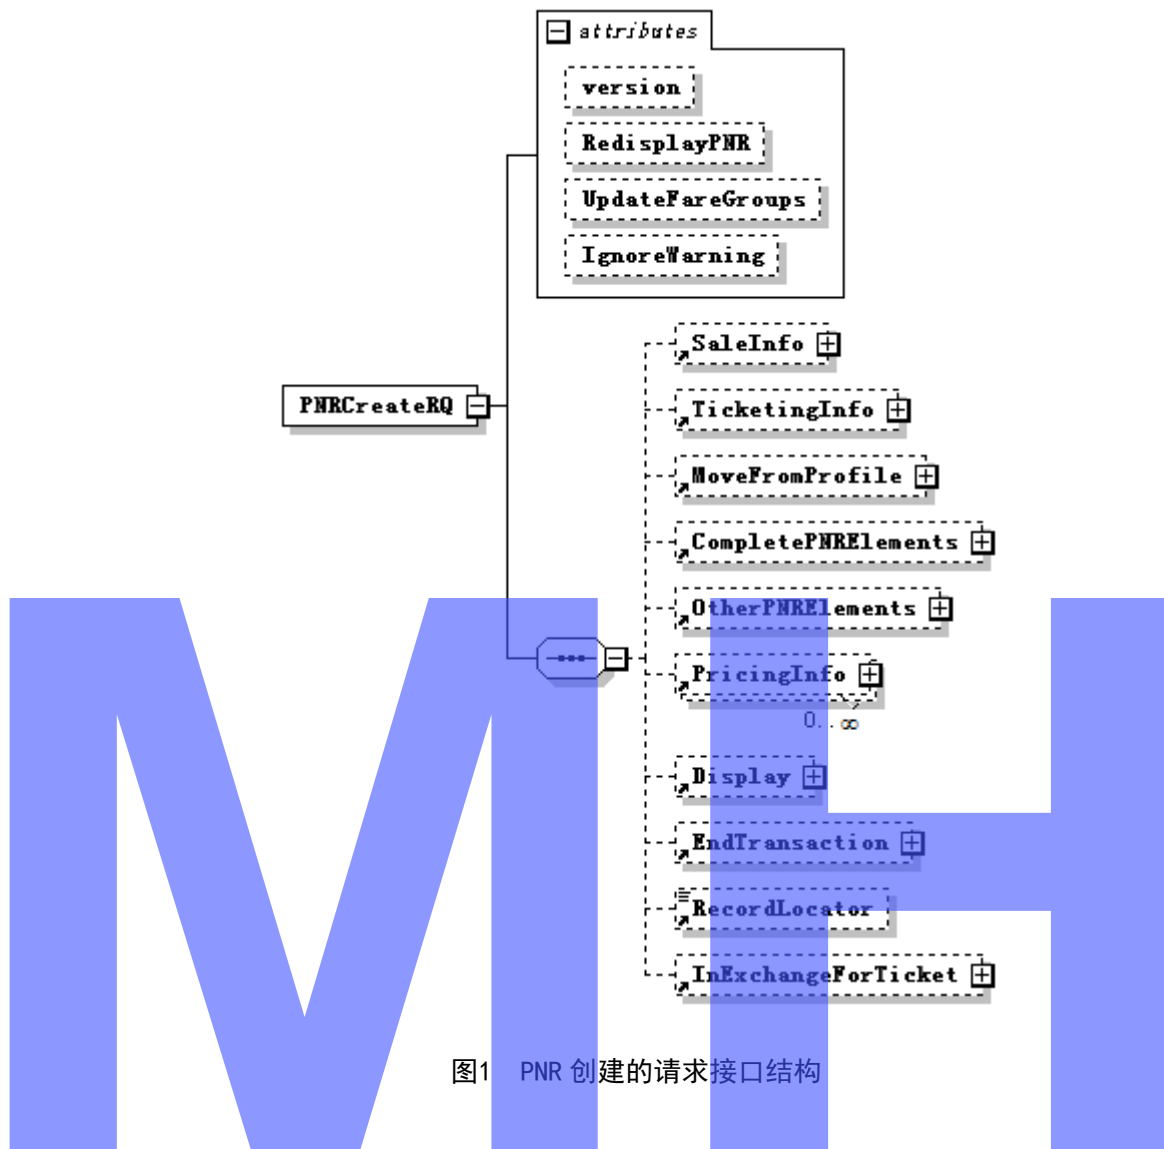 attributes
version
RedisplayPNR
UpdateFareGroups
IgnoreWarning
PNRCreateRQ
SaleInfo
TicketingInfo
MoveFromProfile
CompletePNRElements
OtherPNRElements
PricingInfo
0..∞
Display
EndTransaction
RecordLocator
InExchangeForTicket
图1 PNR 创建的请求接口结构
MH